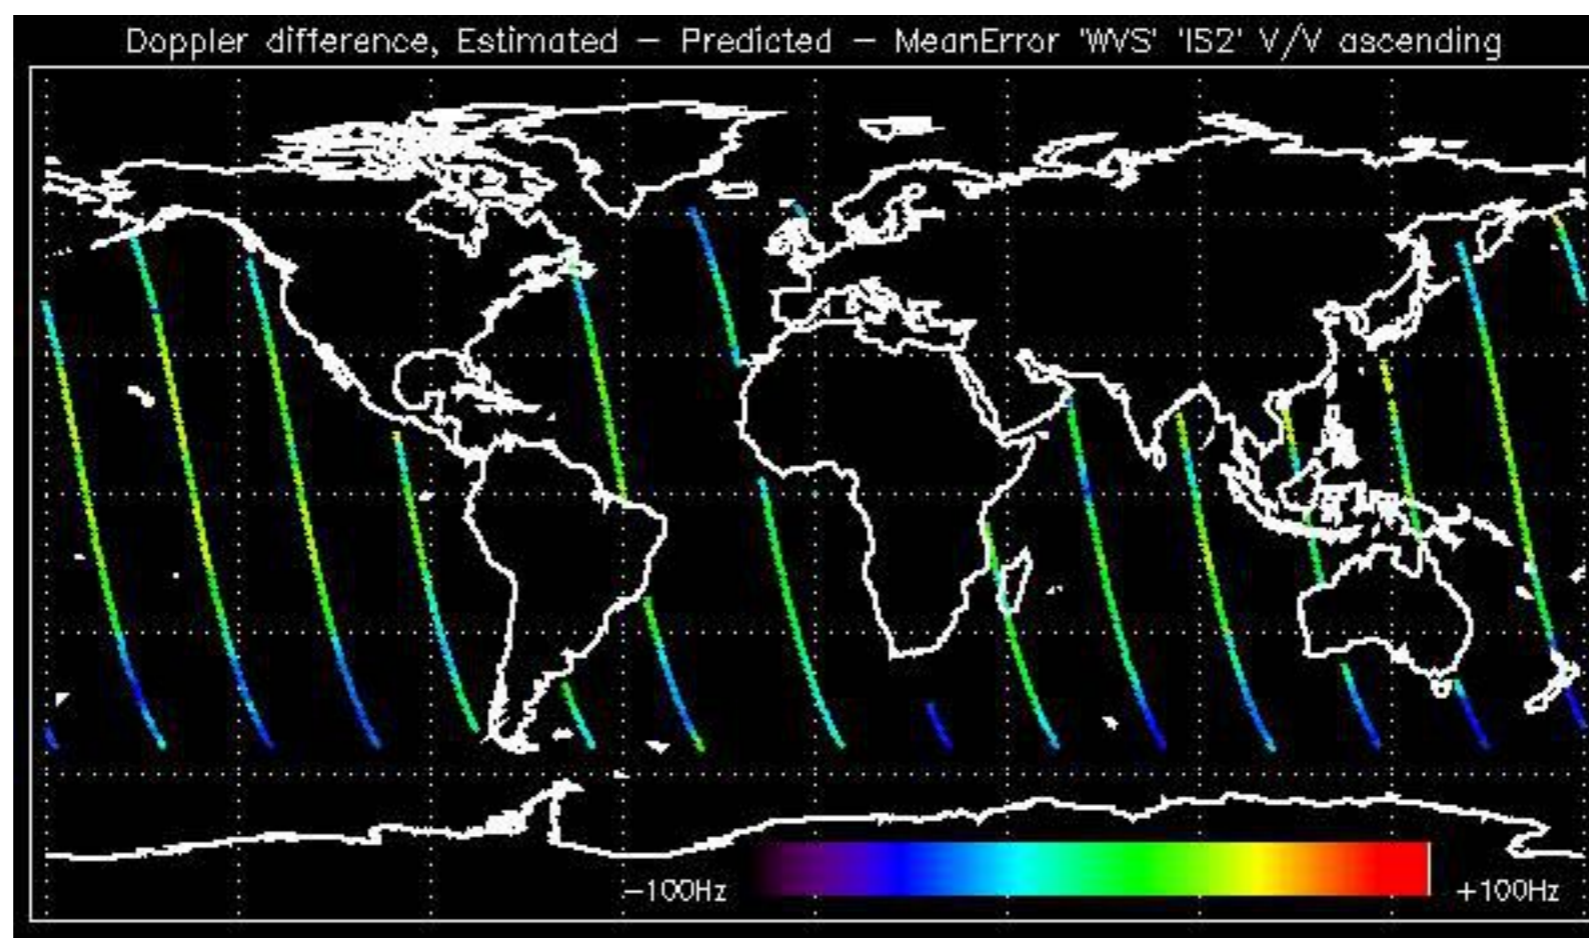 Doppler difference, Estimated – Predicted – MeanError 'WVS' 'IS2' V/V ascending
–100Hz
+100Hz